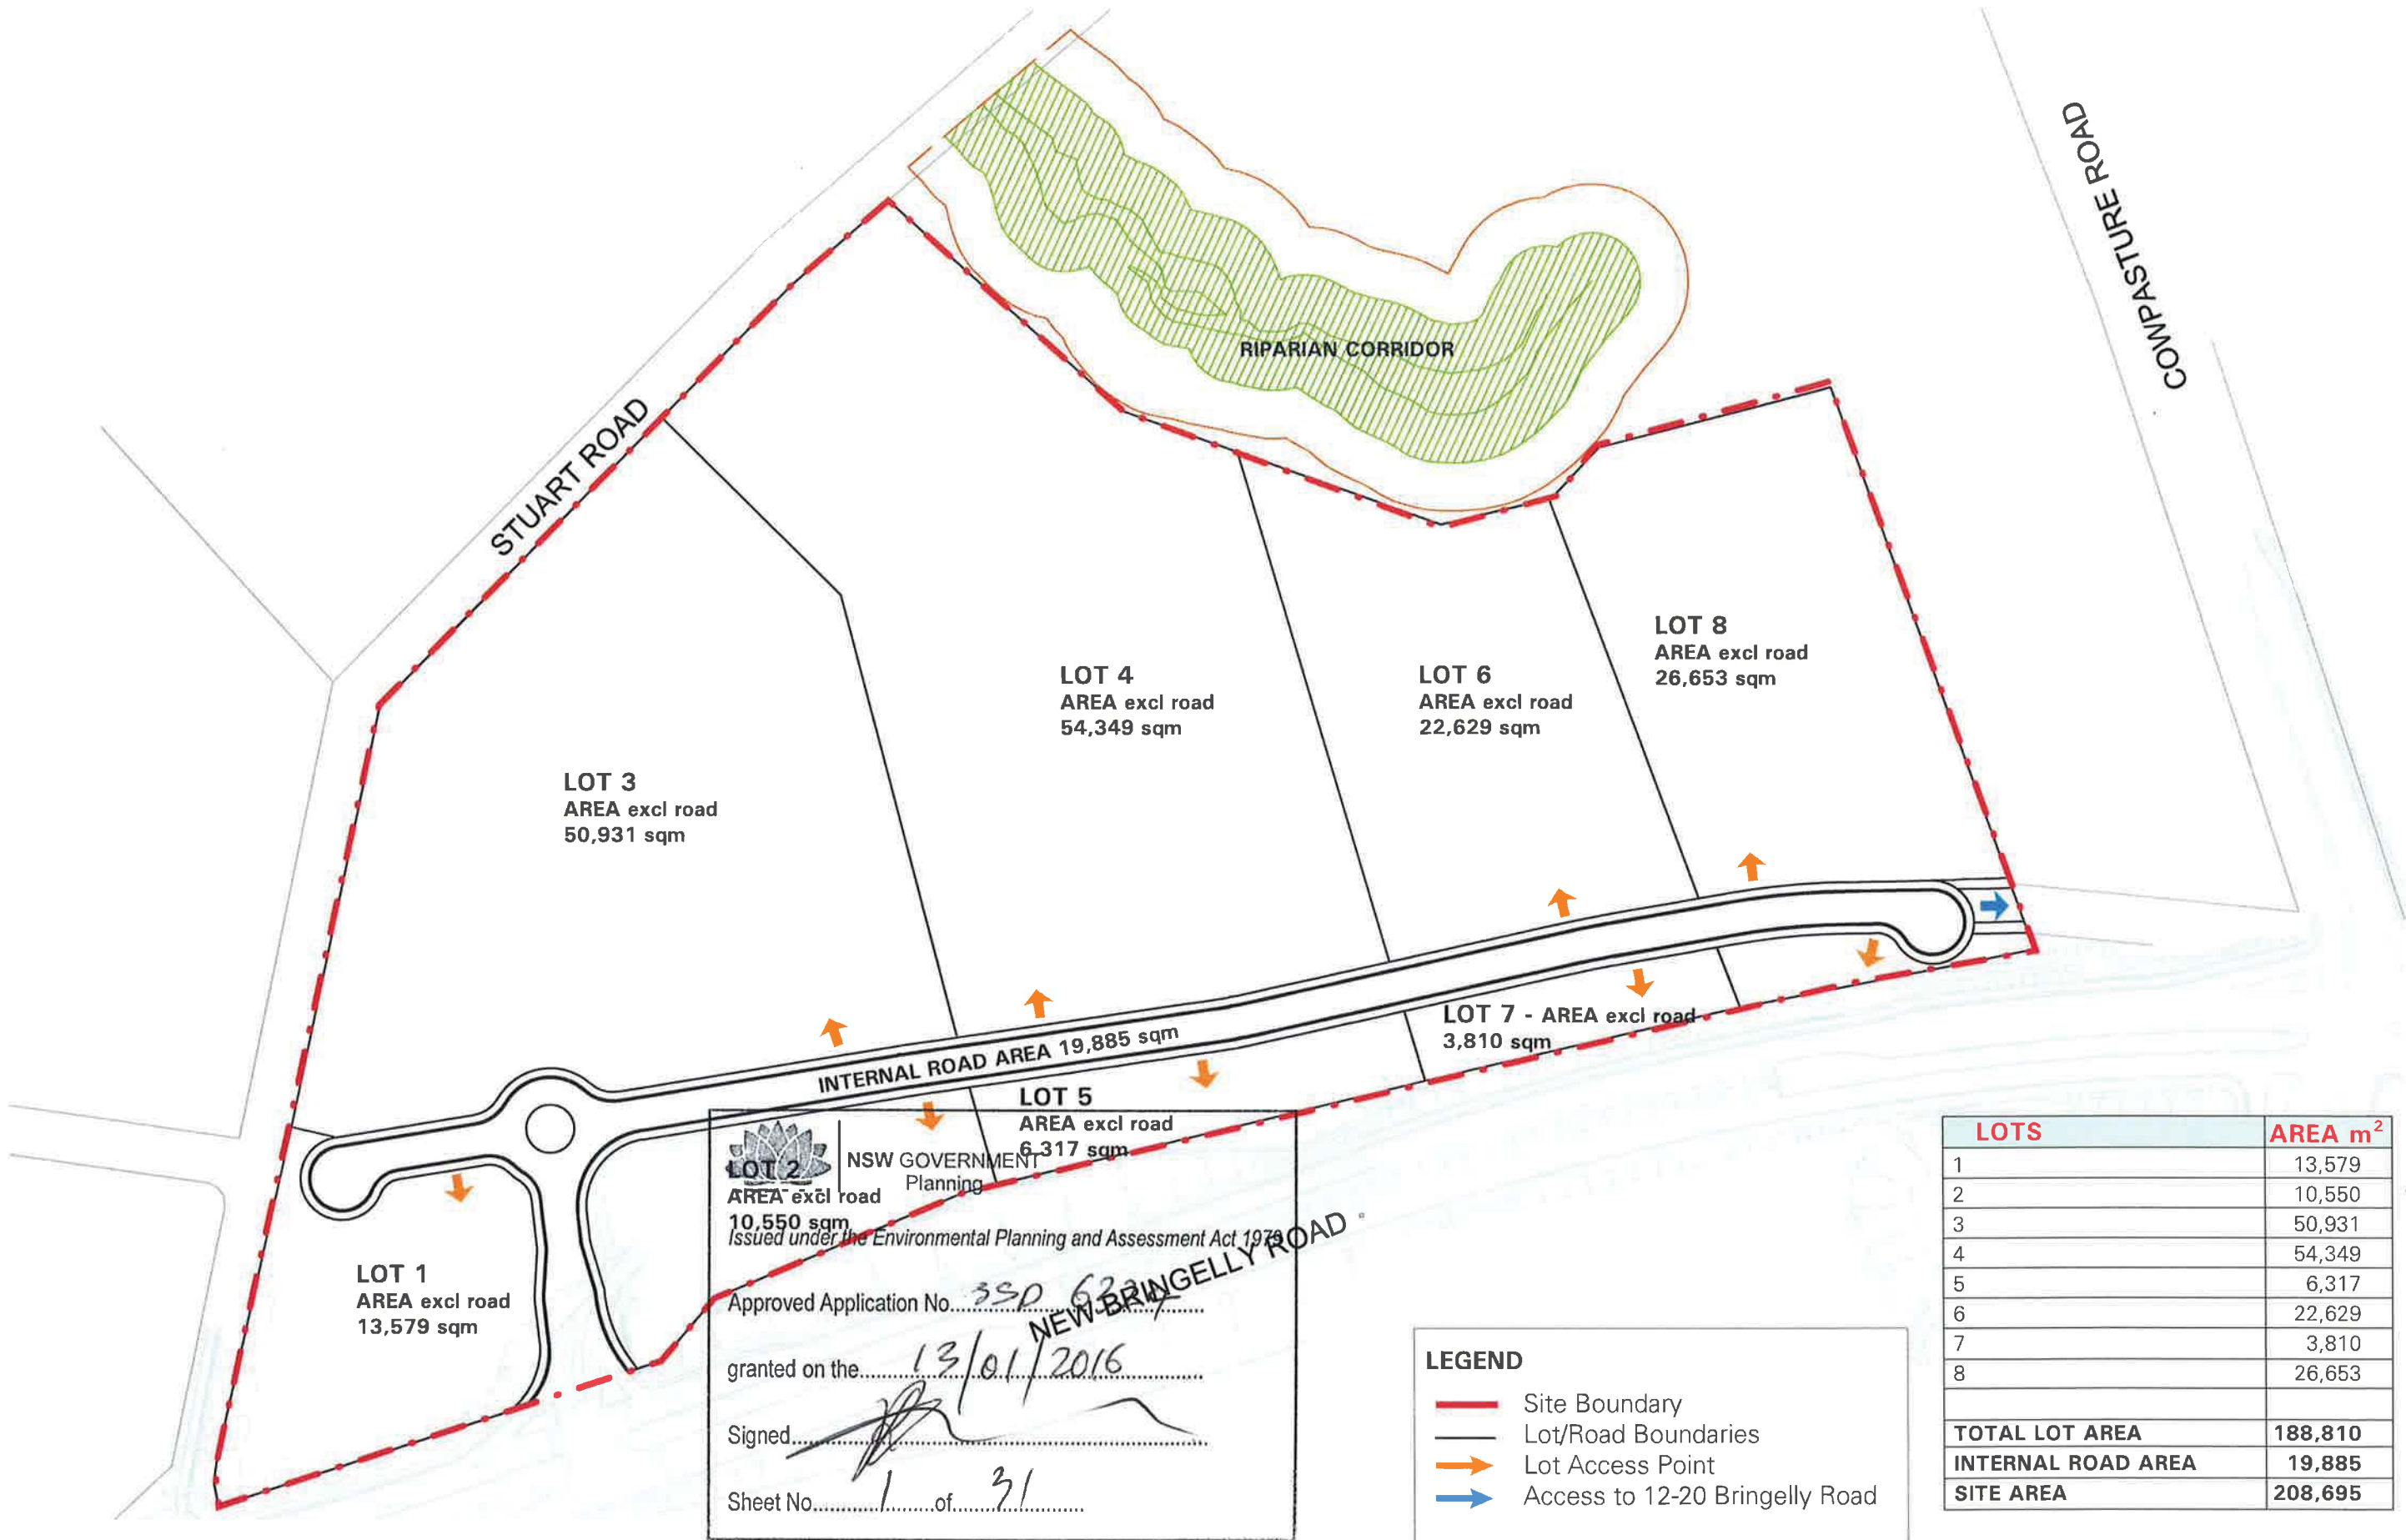 COWPASTURE ROAD
RIPARIAN CORRIDOR
STUART ROAD
LOT 8
AREA excl road
26,653 sqm
LOT 4
AREA excl road
54,349 sqm
LOT 6
AREA excl road
22,629 sqm
LOT 3
AREA excl road
50,931 sqm
LOT 7 - AREA excl road
3,810 sqm
INTERNAL ROAD AREA 19,885 sqm
LOT 5
AREA excl road
6,317 sqm
LOT 2
AREA excl road
10,550 sqm
NSW GOVERNMENT
Planning
Issued under the Environmental Planning and Assessment Act 1979
Approved Application No.
granted on the 13/01/2016
Signed
Sheet No. 1 of 31
NEW BRINGELLY ROAD
LOT 1
AREA excl road
13,579 sqm
LEGEND
Site Boundary
Lot/Road Boundaries
Lot Access Point
Access to 12-20 Bringelly Road
LOTS AREA m²
1 13,579
2 10,550
3 50,931
4 54,349
5 6,317
6 22,629
7 3,810
8 26,653
TOTAL LOT AREA 188,810
INTERNAL ROAD AREA 19,885
SITE AREA 208,695